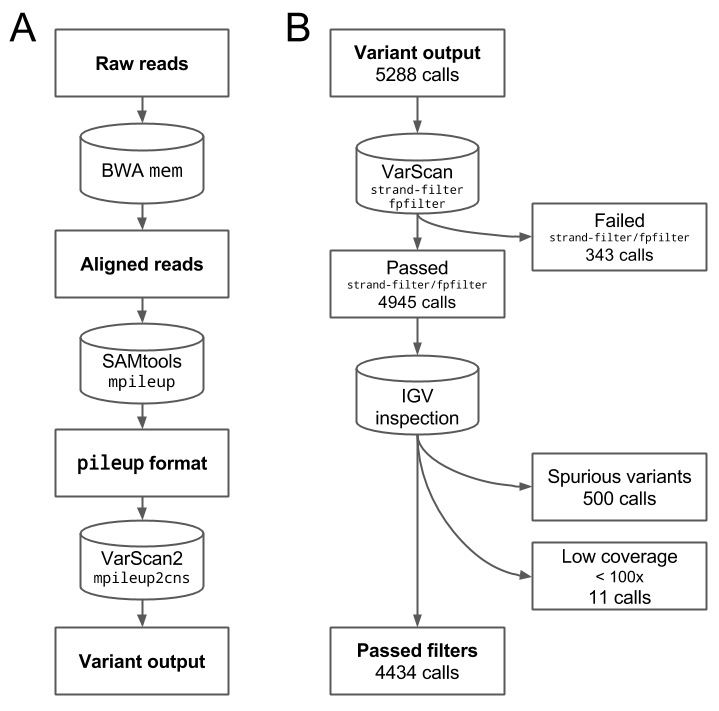 A
Raw reads
BWA mem
Aligned reads
SAMtools
mpileup
pileup format
VarScan2
mpileup2cns
Variant output
B
Variant output
5288 calls
VarScan
strand-filter
fpfilter
Failed
strand-filter/fpfilter
343 calls
Passed
strand-filter/fpfilter
4945 calls
IGV
inspection
Spurious variants
500 calls
Low coverage
< 100x
11 calls
Passed filters
4434 calls